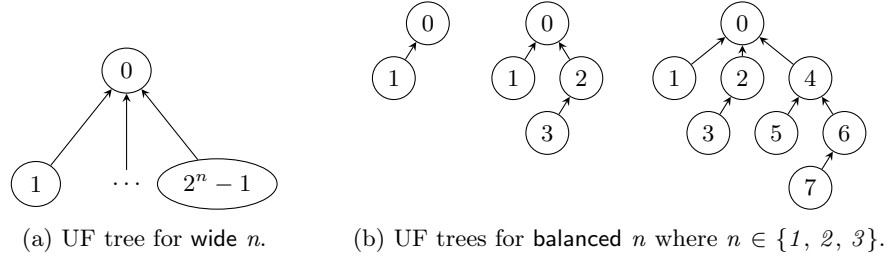 0
1
⋯
2ⁿ − 1
(a) UF tree for wide n.
0
1
0
1 2
3
0
1 2 4
3 5 6
7
(b) UF trees for balanced n where n ∈ {1, 2, 3}.